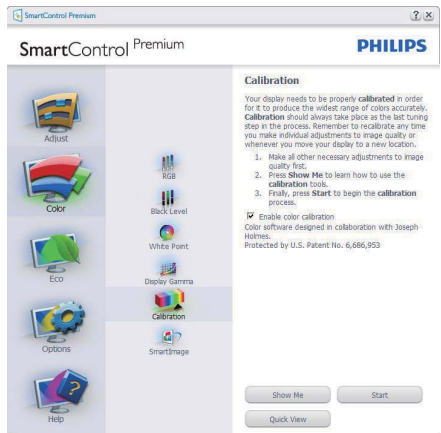 SmartControl Premium
SmartControl Premium
PHILIPS
Adjust
Color
Eco
Options
Help
RGB
Black Level
White Point
Display Gamma
Calibration
SmartImage
Calibration
Your display needs to be properly calibrated in order
for it to produce the widest range of colors accurately.
Calibration should always take place as the last tuning
step in the process. Remember to recalibrate any time
you make individual adjustments to image quality or
whenever you move your display to a new location.
1. Make all other necessary adjustments to image
quality first.
2. Press Show Me to learn how to use the
calibration tools.
3. Finally, press Start to begin the calibration
process.
Enable color calibration
Color software designed in collaboration with Joseph
Holmes.
Protected by U.S. Patent No. 6,686,953
Show Me
Start
Quick View